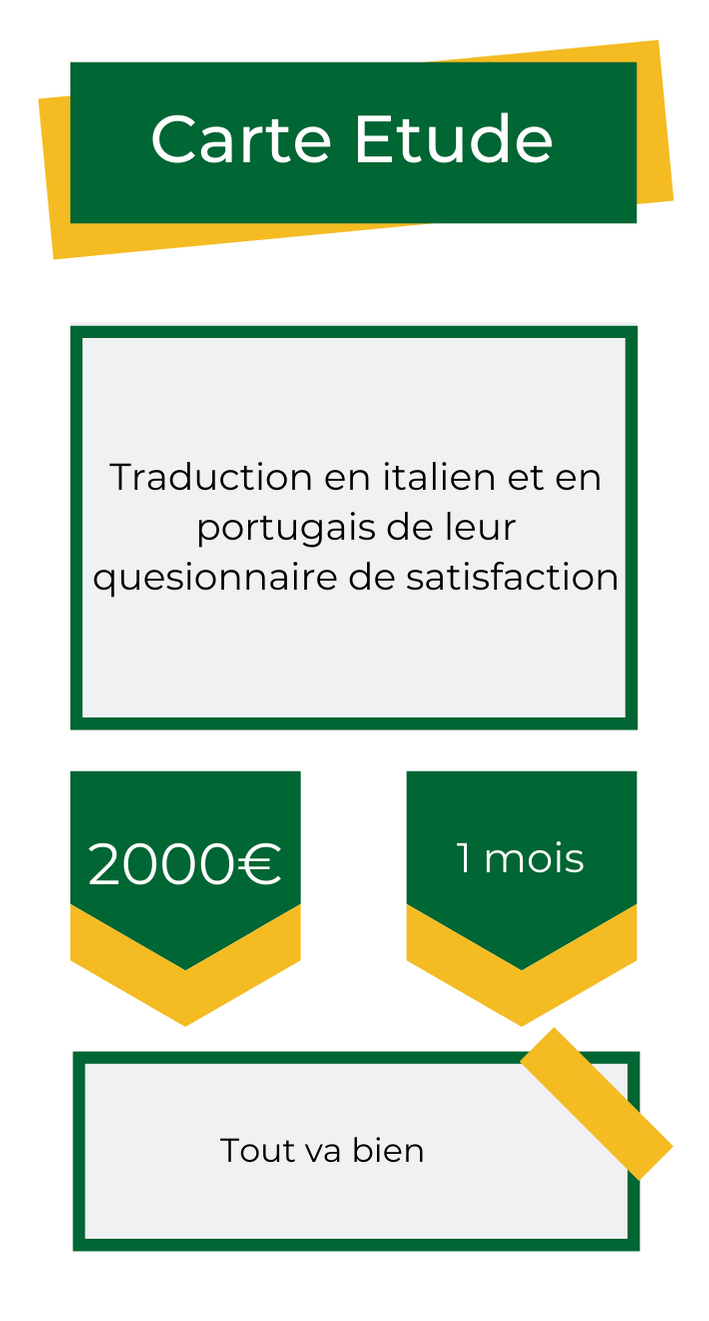 Carte Etude
Traduction en italien et en
portugais de leur
quesionnaire de satisfaction
2000€
1 mois
Tout va bien